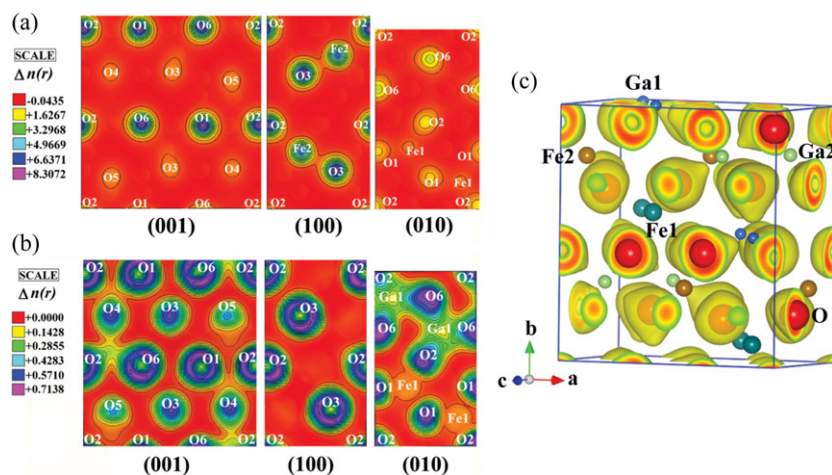 (a)
SCALE
Δ n(r)
-0.0435
+1.6267
+3.2968
+4.9669
+6.6371
+8.3072
O2 O1 O6 O2
O4 O3 O5
O2 O6 O1 O2
O5 O3 O4
O2 O1 O6 O2
(001)
O2 O2
Fe2
O3
O2 O2
Fe2
O3
O2 O2
(100)
O2
O6
O6
O2
Fe1
O1 O1
O1
Fe1
O2
(010)
(b)
SCALE
Δ n(r)
+0.0000
+0.1428
+0.2855
+0.4283
+0.5710
+0.7138
O2 O1 O6 O2
O4 O3 O5
O2 O6 O1 O2
O5 O3 O4
O2 O1 O6 O2
(001)
O2 O2
O3
O2 O2
O3
O2 O2
(100)
O2
Ga1 O6
O6 Ga1 O6
O2
O1 Fe1 O1
O1
Fe1
O2
(010)
(c)
Ga1
Fe2
Ga2
Fe1
O
b
c a